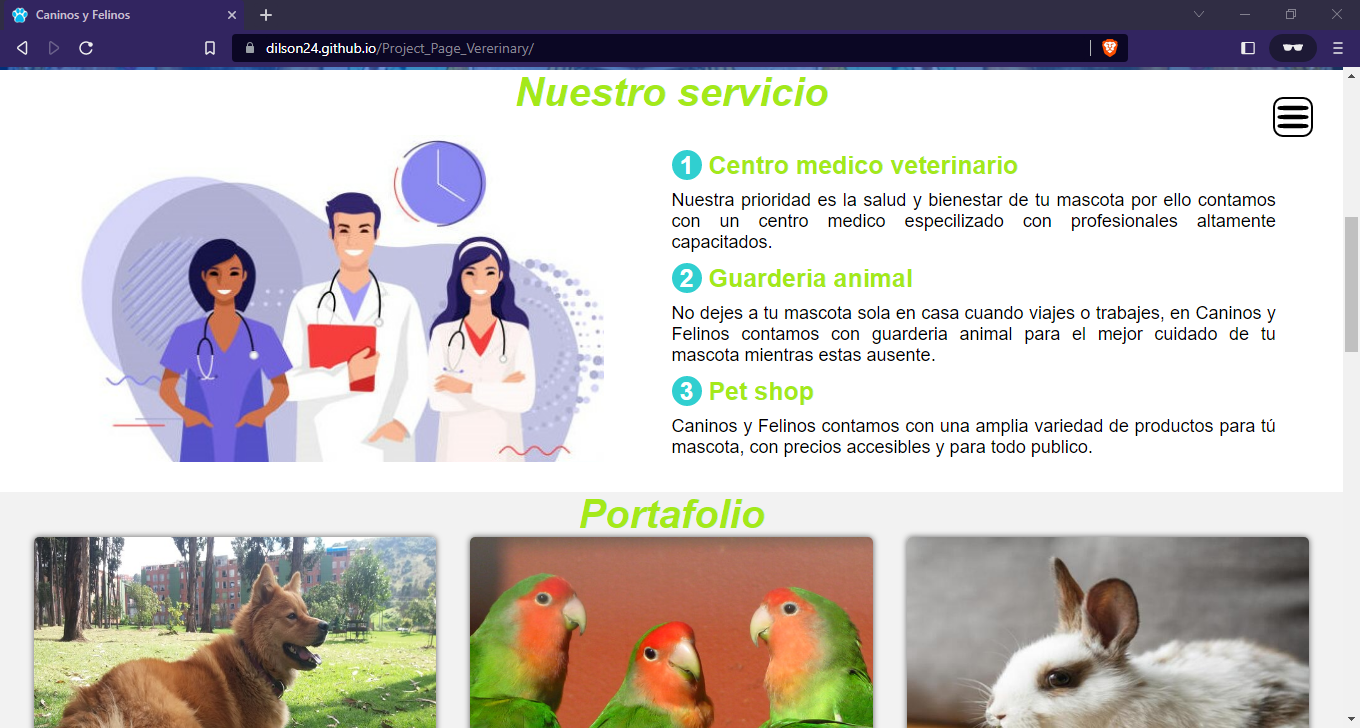 Caninos y Felinos
dilson24.github.io/Project_Page_Vererinary/
Nuestro servicio
1 Centro medico veterinario
Nuestra prioridad es la salud y bienestar de tu mascota por ello contamos
con un centro medico especilizado con profesionales altamente
capacitados.
2 Guarderia animal
No dejes a tu mascota sola en casa cuando viajes o trabajes, en Caninos y
Felinos contamos con guarderia animal para el mejor cuidado de tu
mascota mientras estas ausente.
3 Pet shop
Caninos y Felinos contamos con una amplia variedad de productos para tú
mascota, con precios accesibles y para todo publico.
Portafolio